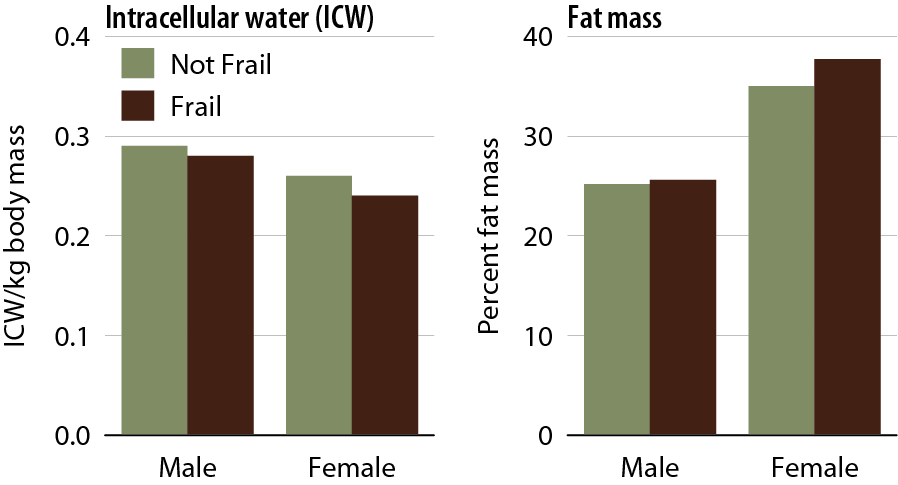 Intracellular water (ICW)
ICW/kg body mass
0.4
0.3
0.2
0.1
0.0
Not Frail
Frail
Male
Female
Fat mass
Percent fat mass
40
30
20
10
0
Male
Female